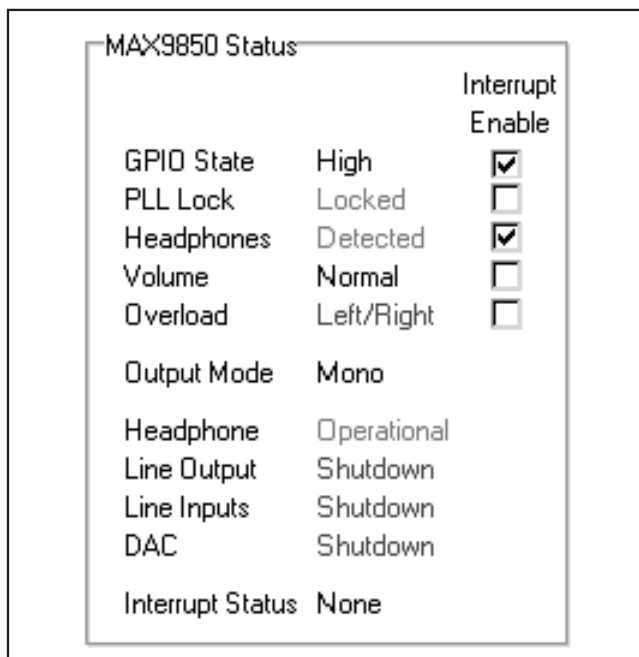 MAX9850 Status
Interrupt
Enable
GPIO State High
PLL Lock Locked
Headphones Detected
Volume Normal
Overload Left/Right
Output Mode Mono
Headphone Operational
Line Output Shutdown
Line Inputs Shutdown
DAC Shutdown
Interrupt Status None